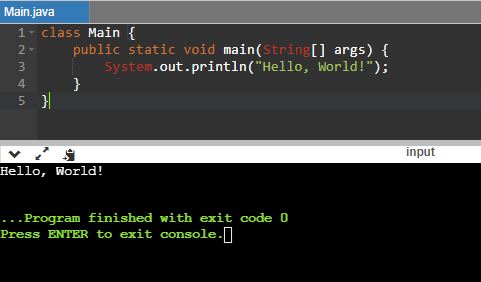 Main.java
1 class Main {
2     public static void main(String[] args) {
3         System.out.println("Hello, World!");
4     }
5 }
input
Hello, World!
...Program finished with exit code 0
Press ENTER to exit console.